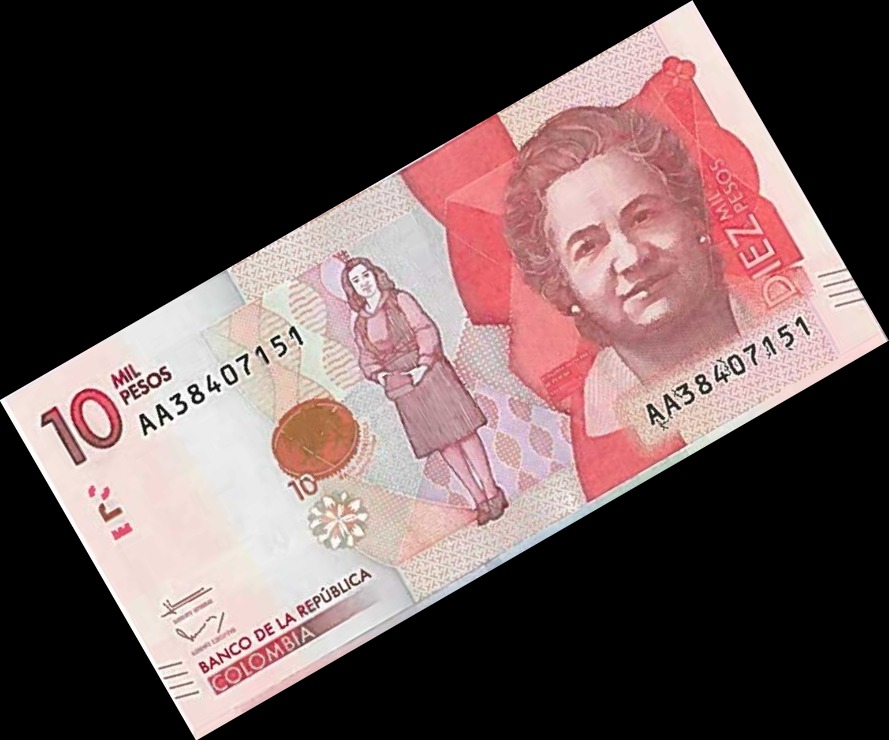 10 MIL
PESOS
AA38407151
10
BANCO DE LA REPÚBLICA
COLOMBIA
DIEZ MIL
PESOS
AA38407151